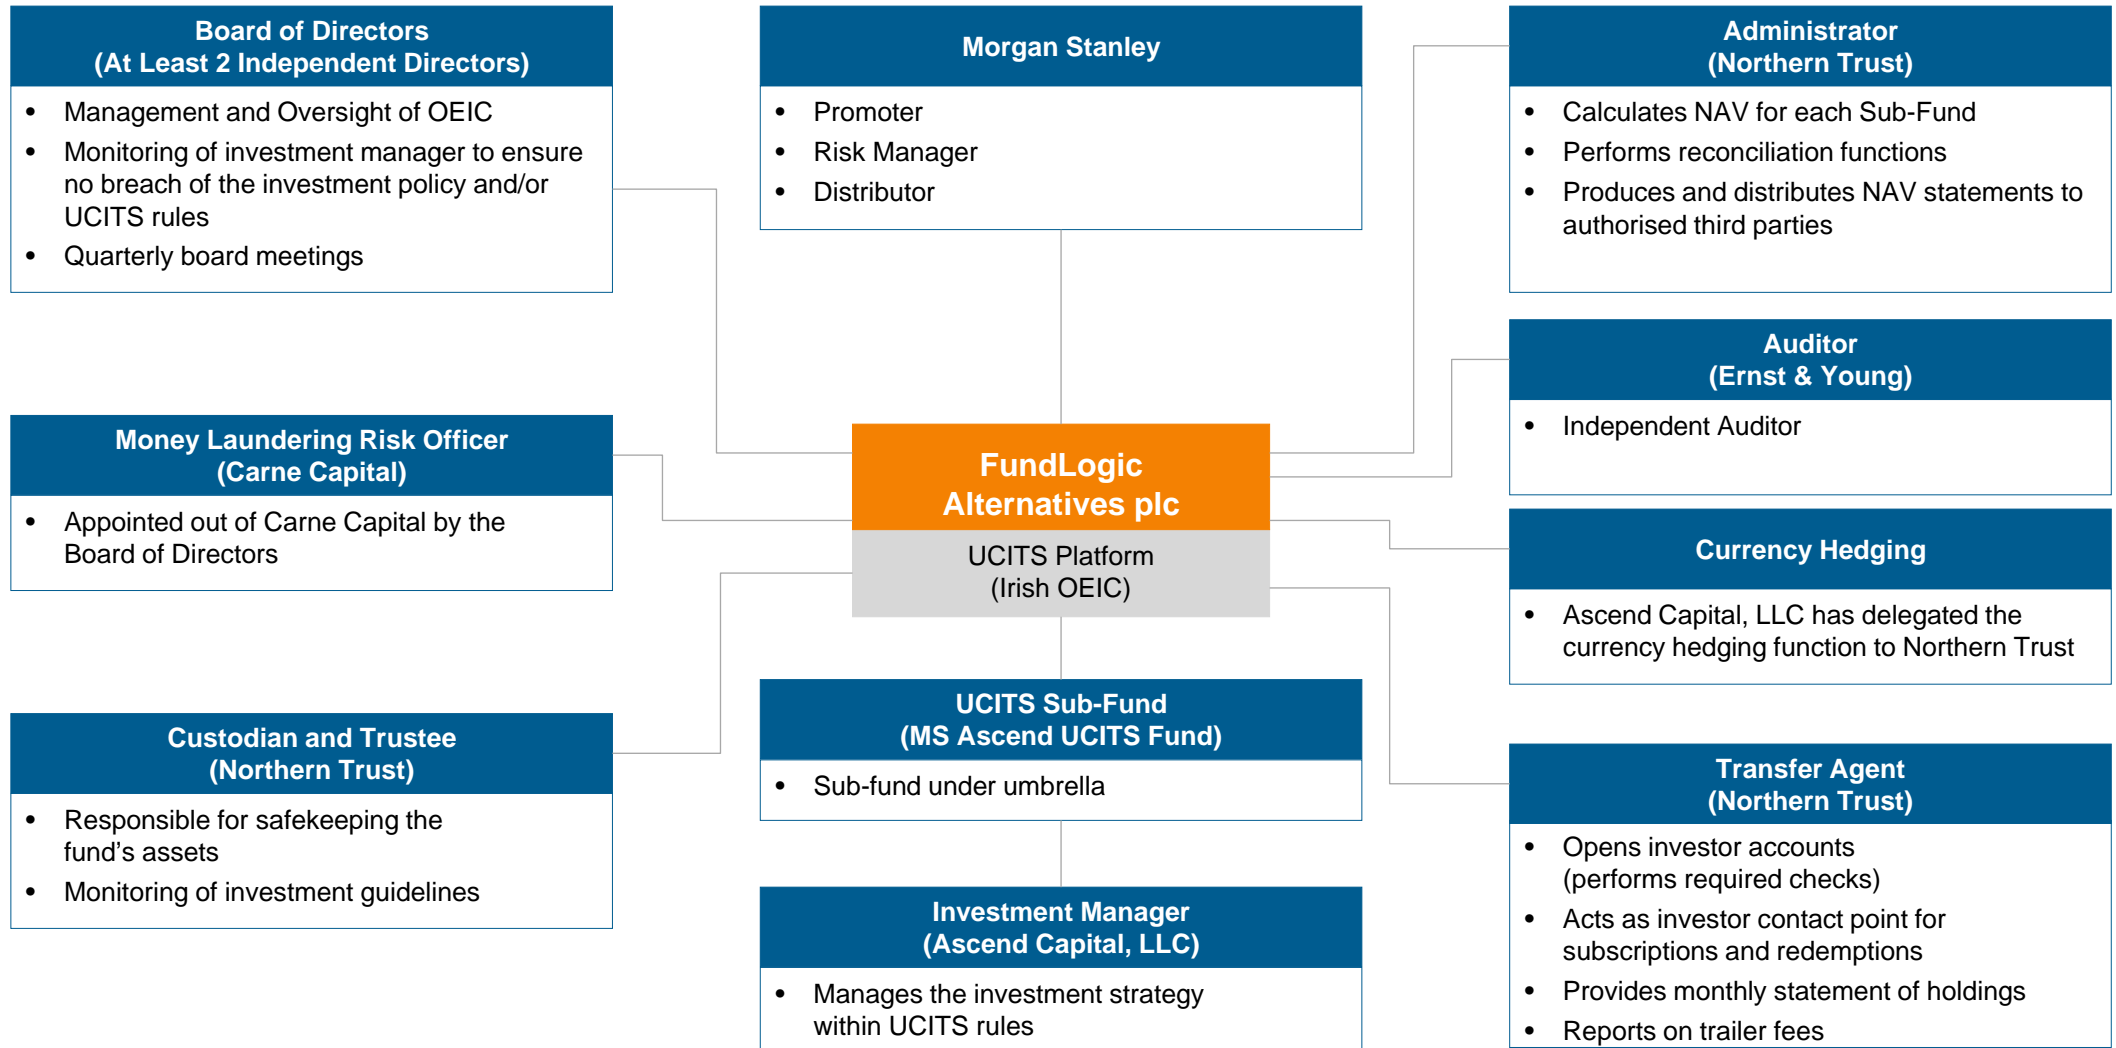 Board of Directors
(At Least 2 Independent Directors)
• Management and Oversight of OEIC
• Monitoring of investment manager to ensure
no breach of the investment policy and/or
UCITS rules
• Quarterly board meetings
Morgan Stanley
• Promoter
• Risk Manager
• Distributor
Administrator
(Northern Trust)
• Calculates NAV for each Sub-Fund
• Performs reconciliation functions
• Produces and distributes NAV statements to
authorised third parties
Auditor
(Ernst & Young)
• Independent Auditor
Money Laundering Risk Officer
(Carne Capital)
• Appointed out of Carne Capital by the
Board of Directors
FundLogic
Alternatives plc
UCITS Platform
(Irish OEIC)
Currency Hedging
• Ascend Capital, LLC has delegated the
currency hedging function to Northern Trust
Custodian and Trustee
(Northern Trust)
• Responsible for safekeeping the
fund’s assets
• Monitoring of investment guidelines
UCITS Sub-Fund
(MS Ascend UCITS Fund)
• Sub-fund under umbrella
Investment Manager
(Ascend Capital, LLC)
• Manages the investment strategy
within UCITS rules
Transfer Agent
(Northern Trust)
• Opens investor accounts
(performs required checks)
• Acts as investor contact point for
subscriptions and redemptions
• Provides monthly statement of holdings
• Reports on trailer fees